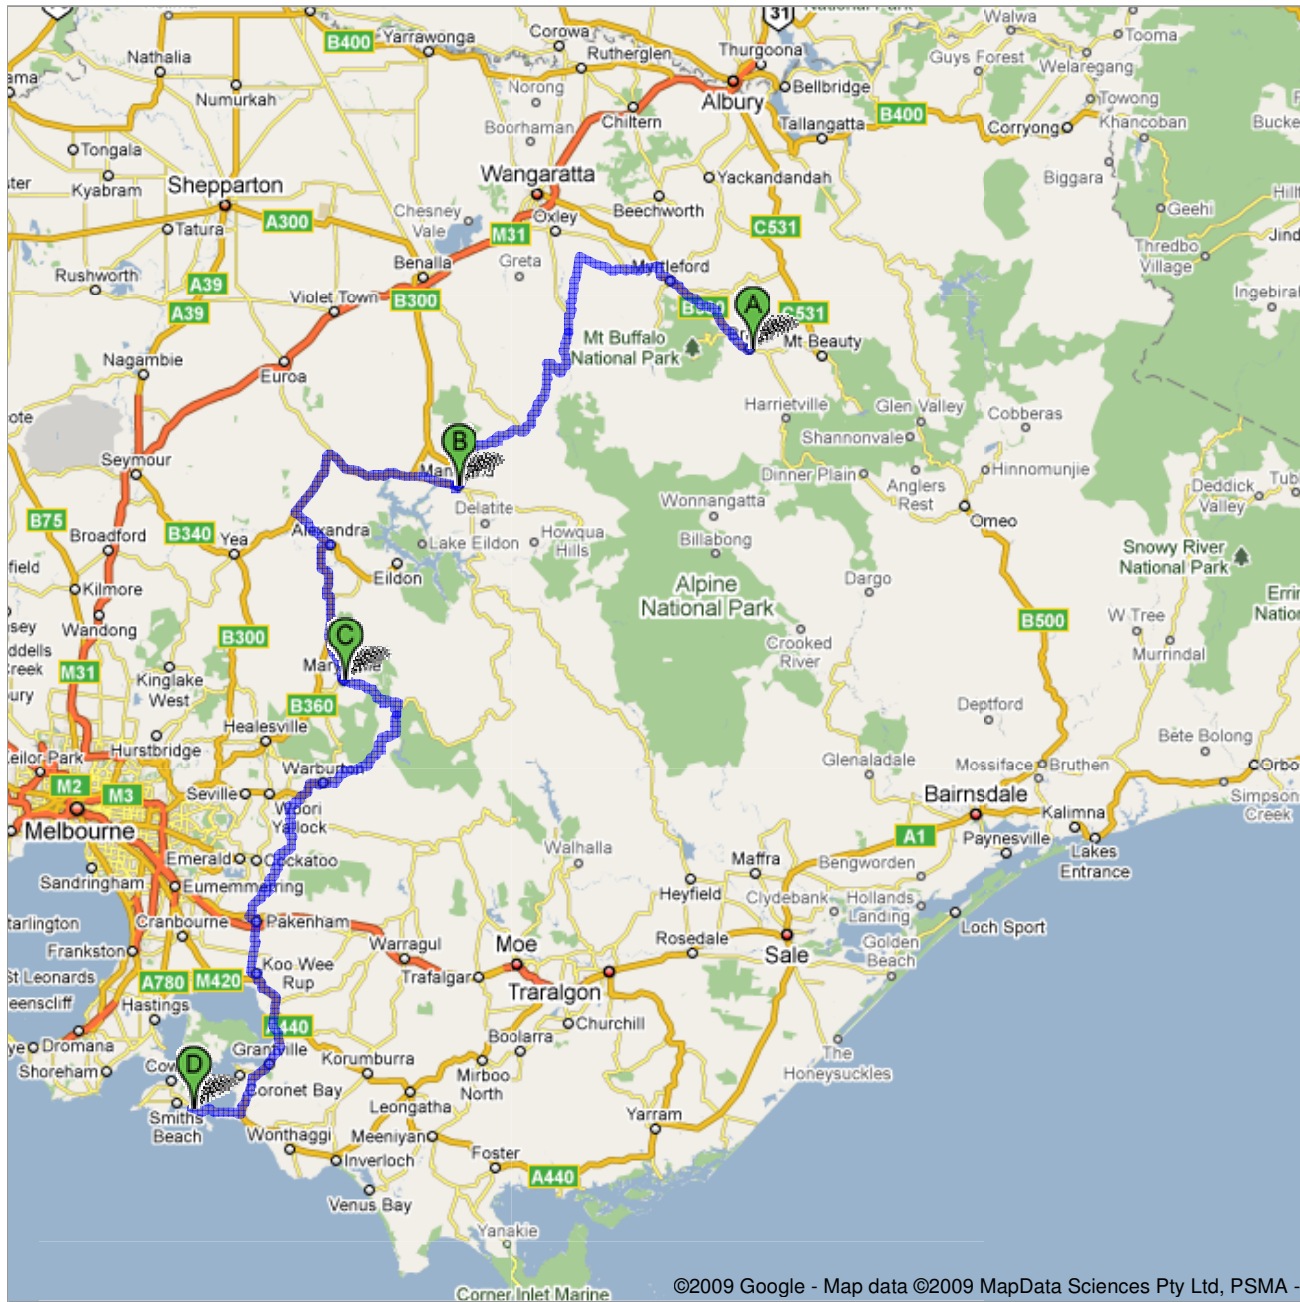 31
National Park
Walwa
Tooma
B400
Yarrawonga
Corowa
Rutherglen
Thurgoona
Guys Forest
Welaregang
Nathalia
Numurkah
Norong
Albury
Bellbridge
Towong
Chiltern
Tallangatta
B400
Corryong
Khancoban
Boorhaman
Tongala
Kyabram
Shepparton
Wangaratta
Yackandandah
Biggara
Beechworth
Geehi
Chesney
Vale
Oxley
A300
Tatura
M31
C531
Thredbo
Village
Benalla
Greta
Myrtleford
Rushworth
A39
Violet Town
B300
A39
A
C531
Mt Buffalo
National Park
Mt Beauty
Nagambie
Euroa
Harrietville
Glen Valley
Cobberas
Shannonvale
B
Seymour
Dinner Plain
Hinnomunjie
Anglers
Rest
Deddick
Valley
Wonnangatta
Delatite
Omeo
B75
Broadford
B340
Yea
Alexandra
Lake Eildon
Howqua
Hills
Billabong
Snowy River
National Park
Eildon
Kilmore
Alpine
National Park
Dargo
Wandong
B300
C
Crooked
River
B500
W Tree
Murrindal
M31
Kinglake
West
B360
Deptford
Healesville
Hurstbridge
Bete Bolong
Keilor Park
Warburton
Glenaladale
Mossiface
Bruthen
M2
M3
Seville
Woori
Yallock
Bairnsdale
Kalimna
Simpson
Creek
Melbourne
A1
Paynesville
Lakes
Entrance
Emerald
Cockatoo
Walhalla
Maffra
Bengworden
Sandringham
Eumemmerring
Heyfield
Clydebank
Hollands
Landing
Cranbourne
Pakenham
Loch Sport
Frankston
Warragul
Moe
Rosedale
Sale
Golden
Beach
St Leonards
A780
M420
Koo Wee
Rup
Trafalgar
Traralgon
Hastings
Churchill
Boolarra
Dromana
D
Grantville
Korumburra
The
Honeysuckles
Shoreham
Coronet Bay
Mirboo
North
Leongatha
Smiths
Beach
Yarram
Wonthaggi
Meeniyan
Inverloch
Foster
A440
Venus Bay
Yanakie
Corner Inlet Marine
©2009 Google - Map data ©2009 MapData Sciences Pty Ltd, PSMA -